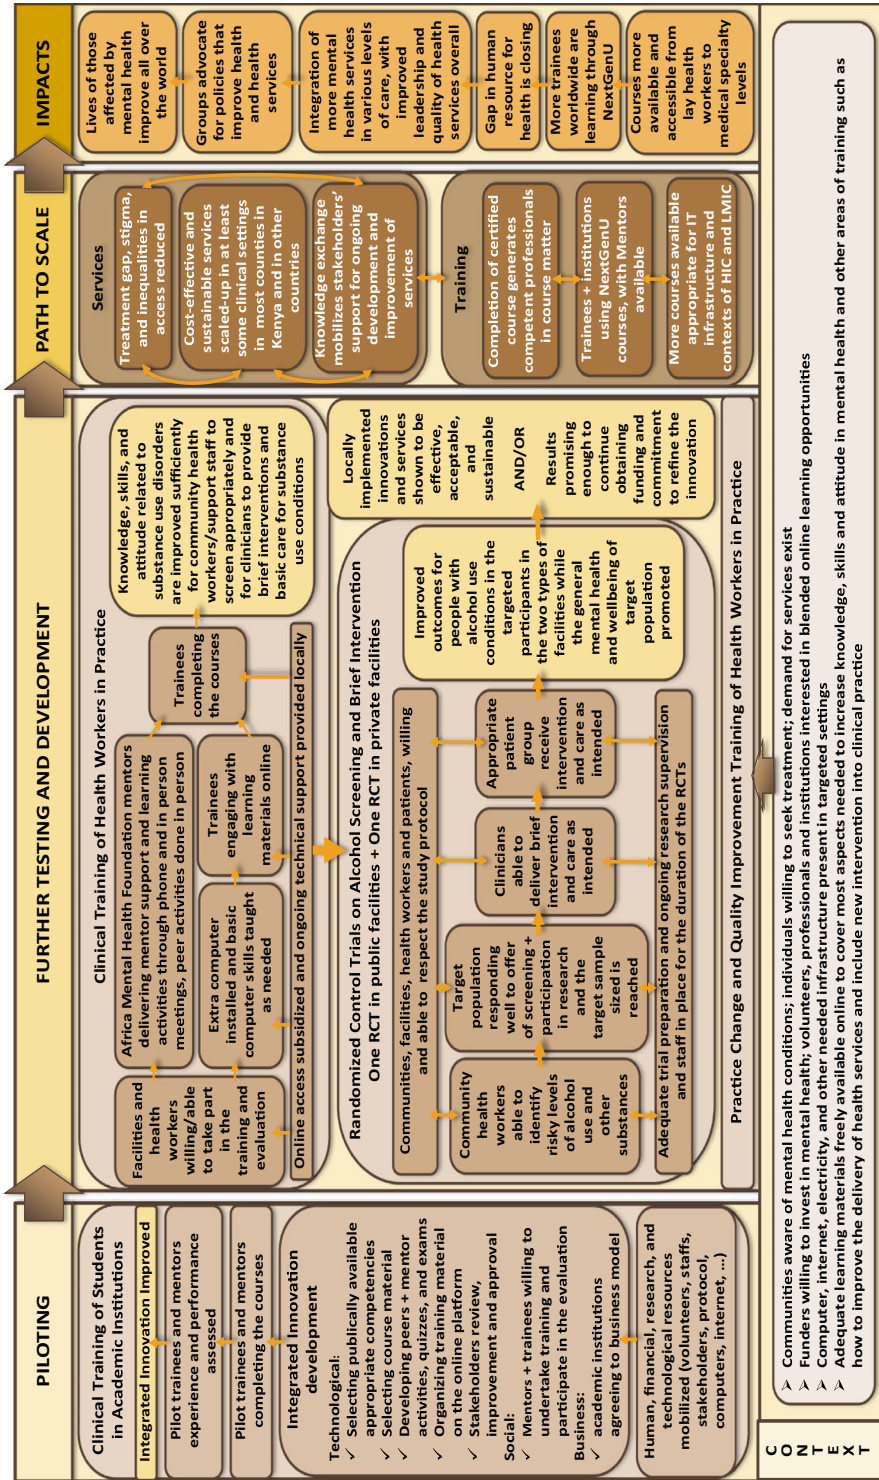 PILOTING
Clinical Training of Students
in Academic Institutions
Integrated Innovation Improved
Pilot trainees and mentors
experience and performance
assessed
Pilot trainees and mentors
completing the courses
Integrated Innovation
development
Technological:
✓ Selecting publically available
appropriate competencies
✓ Selecting course material
✓ Developing peers + mentor
activities, quizzes, and exams
✓ Organizing training material
on the online platform
✓ Stakeholders review,
improvement and approval
Social:
✓ Mentors + trainees willing to
undertake training and
participate in the evaluation
Business:
✓ academic institutions
agreeing to business model
Human, financial, research, and
technological resources
mobilized (volunteers, staffs,
stakeholders, protocol,
computers, internet, ...)
FURTHER TESTING AND DEVELOPMENT
Clinical Training of Health Workers in Practice
Facilities and
health
workers
willing/able
to take part
in the
training and
evaluation
Africa Mental Health Foundation mentors
delivering mentor support and learning
activities through phone and in person
meetings, peer activities done in person
Extra computer
installed and basic
computer skills taught
as needed
Trainees
engaging with
learning
materials online
Trainees
completing
the courses
Online access subsidized and ongoing technical support provided locally
Knowledge, skills, and
attitude related to
substance use disorders
are improved sufficiently
for community health
workers/support staff to
screen appropriately and
for clinicians to provide
brief interventions and
basic care for substance
use conditions
Randomized Control Trials on Alcohol Screening and Brief Intervention
One RCT in public facilities + One RCT in private facilities
Communities, facilities, health workers and patients, willing
and able to respect the study protocol
Community
health
workers
able to
identify
risky levels
of alcohol
use and
other
substances
Target
population
responding
well to offer
of screening +
participation
in research
and the
target sample
sized is
reached
Clinicians
able to
deliver brief
intervention
and care as
intended
Appropriate
patient
group
receive
intervention
and care as
intended
Adequate trial preparation and ongoing research supervision
and staff in place for the duration of the RCTs
Improved
outcomes for
people with
alcohol use
conditions in the
targeted
participants in
the two types of
facilities while
the general
mental health
and wellbeing of
target
population
promoted
Locally
implemented
innovations
and services
shown to be
effective,
acceptable,
and
sustainable
AND/OR
Results
promising
enough to
continue
obtaining
funding and
commitment
to refine the
innovation
Practice Change and Quality Improvement Training of Health Workers in Practice
PATH TO SCALE
Services
Treatment gap, stigma,
and inequalities in
access reduced
Cost-effective and
sustainable services
scaled-up in at least
some clinical settings
in most counties in
Kenya and in other
countries
Knowledge exchange
mobilizes stakeholders'
support for ongoing
development and
improvement of
services
Training
Completion of certified
course generates
competent professionals
in course matter
Trainees + institutions
using NextGenU
courses, with Mentors
available
More courses available
appropriate for IT
infrastructure and
contexts of HIC and LMIC
IMPACTS
Lives of those
affected by
mental health
improve all over
the world
Groups advocate
for policies that
improve health
and health
services
Integration of
more mental
health services
in various levels
of care, with
improved
leadership and
quality of health
services overall
Gap in human
resource for
health is closing
More trainees
worldwide are
learning through
NextGenU
Courses more
available and
accessible from
lay health
workers to
medical specialty
levels
CONTEXT
➢ Communities aware of mental health conditions; individuals willing to seek treatment; demand for services exist
➢ Funders willing to invest in mental health; volunteers, professionals and institutions interested in blended online learning opportunities
➢ Computer, internet, electricity, and other needed infrastructure present in targeted settings
➢ Adequate learning materials freely available online to cover most aspects needed to increase knowledge, skills and attitude in mental health and other areas of training such as
how to improve the delivery of health services and include new intervention into clinical practice